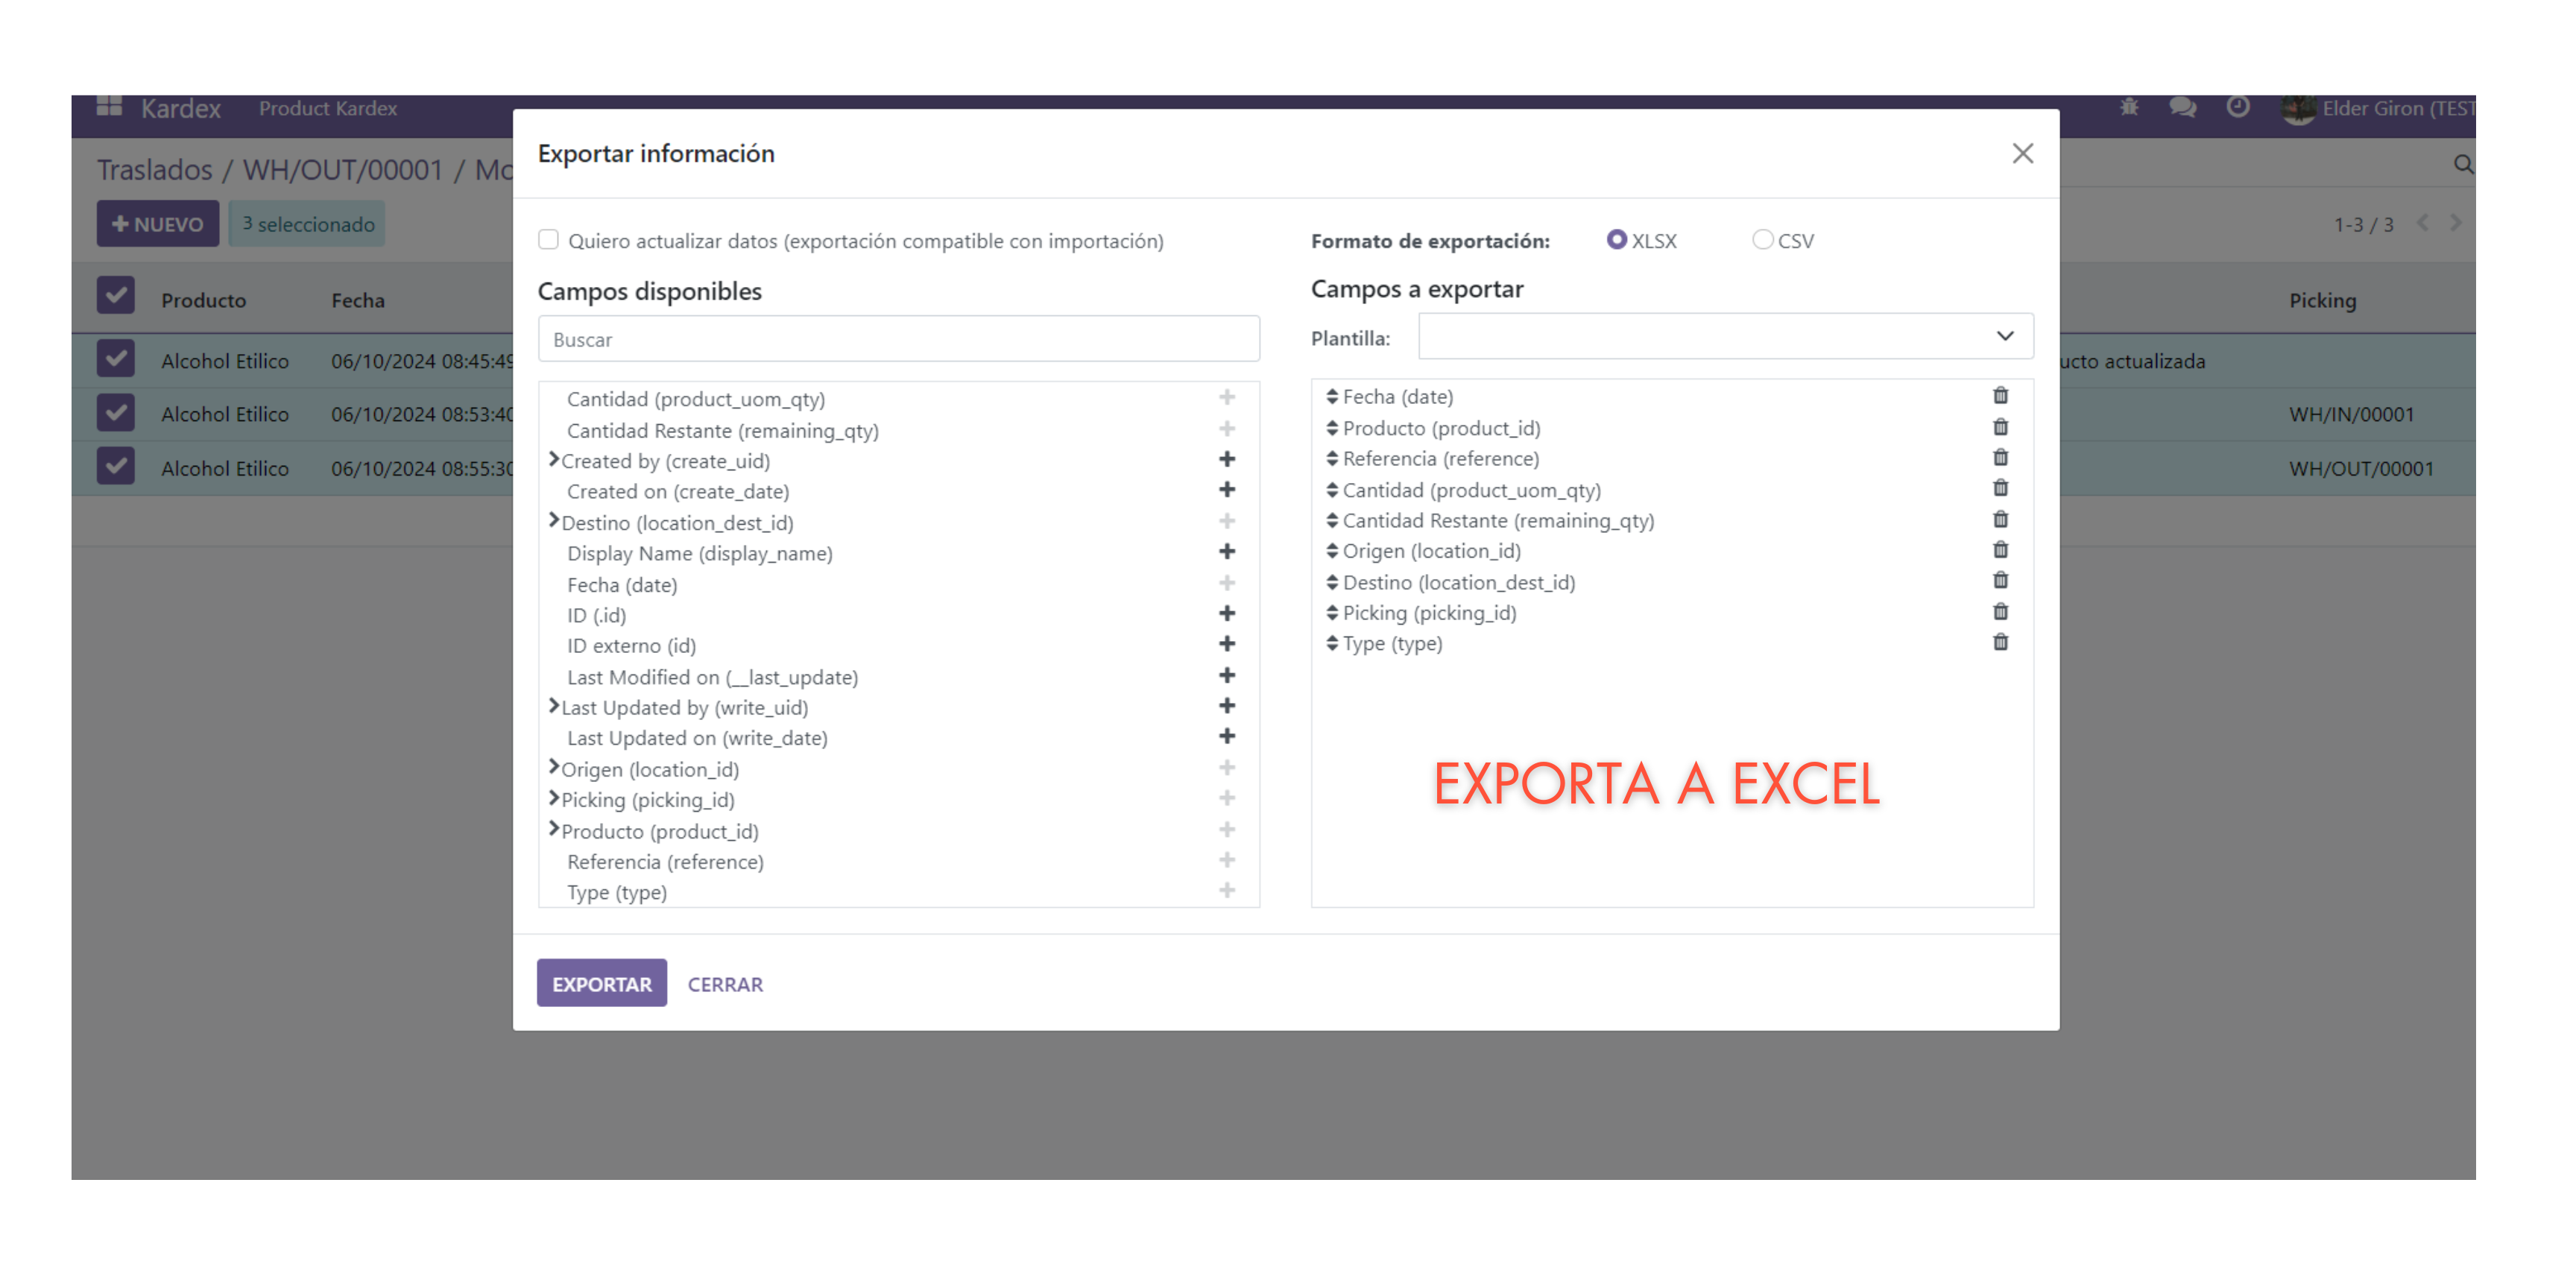 Kardex Product Kardex Elder Giron (TEST
Traslados / WH/OUT/00001 / Mo
NUEVO 3 seleccionado 1-3 / 3
Producto Fecha Picking
Alcohol Etilico 06/10/2024 08:45:49 ucto actualizada
Alcohol Etilico 06/10/2024 08:53:40 WH/IN/00001
Alcohol Etilico 06/10/2024 08:55:30 WH/OUT/00001
Exportar información
Quiero actualizar datos (exportación compatible con importación)
Campos disponibles
Buscar
Cantidad (product_uom_qty)
Cantidad Restante (remaining_qty)
Created by (create_uid)
Created on (create_date)
Destino (location_dest_id)
Display Name (display_name)
Fecha (date)
ID (.id)
ID externo (id)
Last Modified on (__last_update)
Last Updated by (write_uid)
Last Updated on (write_date)
Origen (location_id)
Picking (picking_id)
Producto (product_id)
Referencia (reference)
Type (type)
Formato de exportación: XLSX CSV
Campos a exportar
Plantilla:
Fecha (date)
Producto (product_id)
Referencia (reference)
Cantidad (product_uom_qty)
Cantidad Restante (remaining_qty)
Origen (location_id)
Destino (location_dest_id)
Picking (picking_id)
Type (type)
EXPORTA A EXCEL
EXPORTAR CERRAR